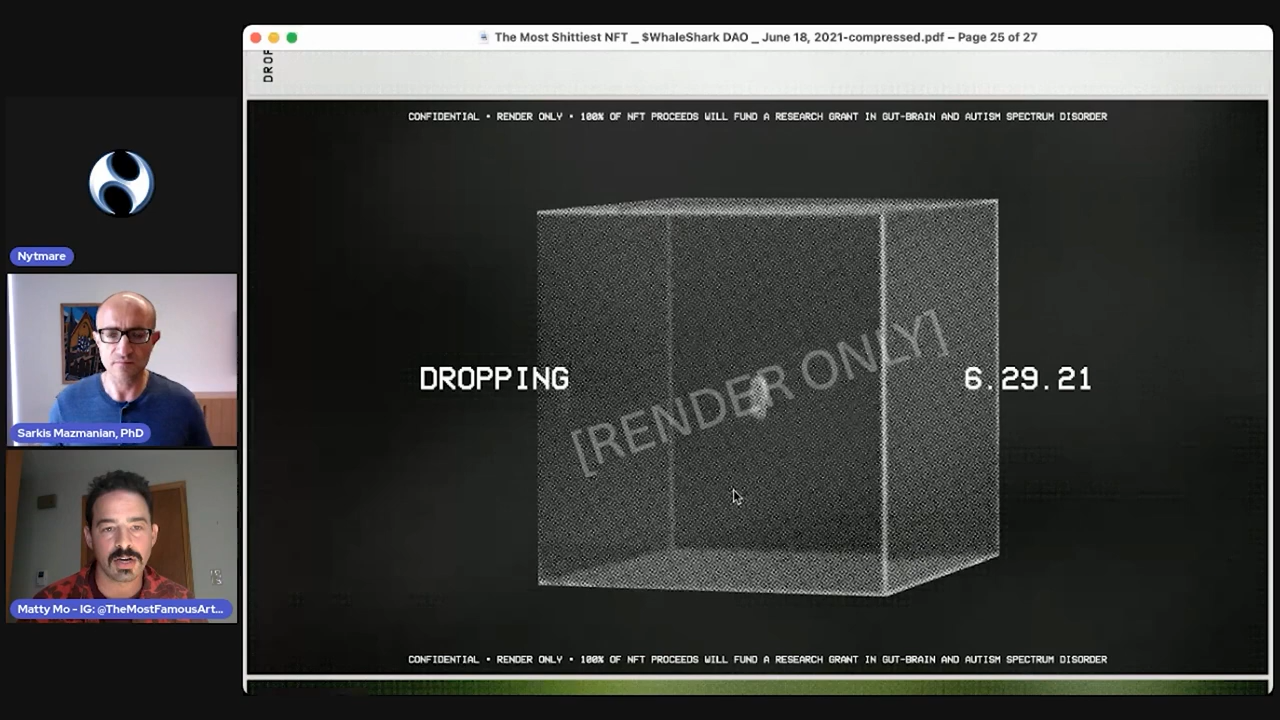 The Most Shittiest NFT _ $WhaleShark DAO _ June 18, 2021-compressed.pdf – Page 25 of 27
DROP
CONFIDENTIAL • RENDER ONLY • 100% OF NFT PROCEEDS WILL FUND A RESEARCH GRANT IN GUT-BRAIN AND AUTISM SPECTRUM DISORDER
Nytmare
DROPPING
6.29.21
[RENDER ONLY]
Sarkis Mazmanian, PhD
Matty Mo - IG: @TheMostFamousArt...
CONFIDENTIAL • RENDER ONLY • 100% OF NFT PROCEEDS WILL FUND A RESEARCH GRANT IN GUT-BRAIN AND AUTISM SPECTRUM DISORDER